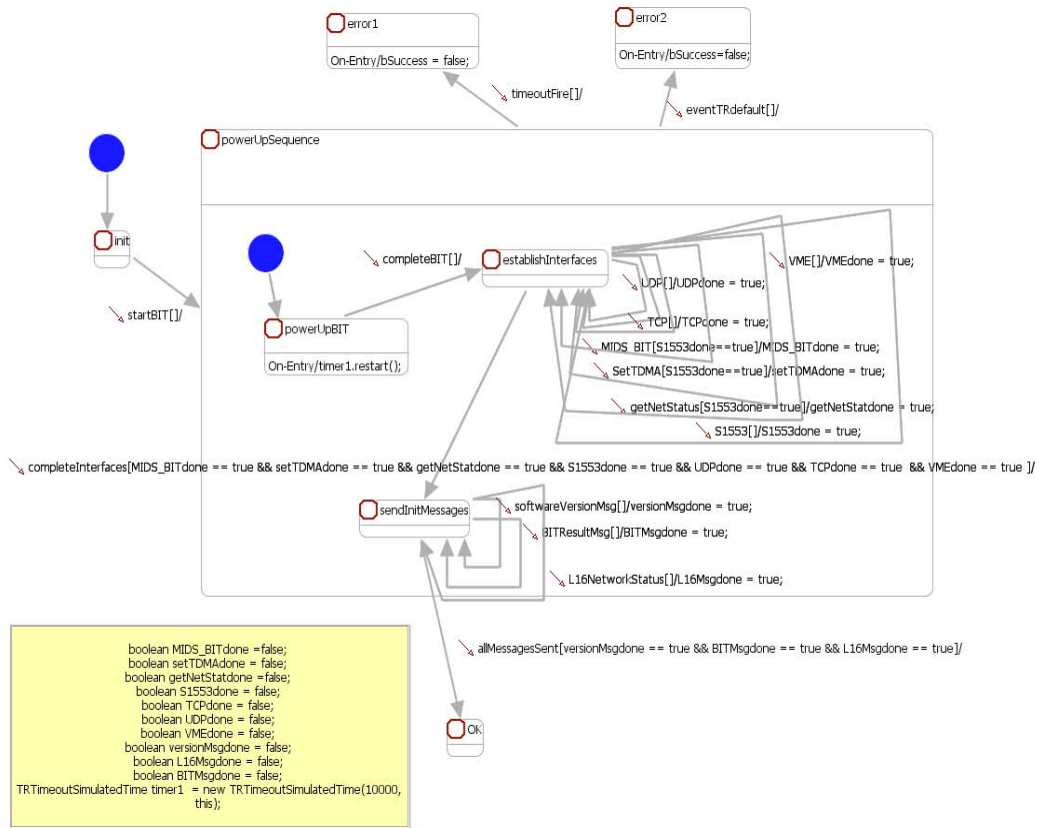 error1
On-Entry/bSuccess = false;
error2
On-Entry/bSuccess=false;
timeoutFire[]/
eventTRdefault[]/
powerUpSequence
init
startBIT[]/
completeBIT[]/
establishInterfaces
powerUpBIT
On-Entry/timer1.restart();
VME[]/VMEdone = true;
UDP[]/UDPdone = true;
TCP[]/TCPdone = true;
MIDS_BIT[S1553done==true]/MIDS_BITdone = true;
SetTDMA[S1553done==true]/setTDMAdone = true;
getNetStatus[S1553done==true]/getNetStatdone = true;
S1553[]/S1553done = true;
completeInterfaces[MIDS_BITdone == true && setTDMAdone == true && getNetStatdone == true && S1553done == true && UDPdone == true && TCPdone == true && VMEdone == true ]/
sendInitMessages
softwareVersionMsg[]/versionMsgdone = true;
BITResultMsg[]/BITMsgdone = true;
L16NetworkStatus[]/L16Msgdone = true;
allMessagesSent[versionMsgdone == true && BITMsgdone == true && L16Msgdone == true]/
OK
boolean MIDS_BITdone =false;
boolean setTDMAdone = false;
boolean getNetStatdone =false;
boolean S1553done = false;
boolean TCPdone = false;
boolean UDPdone = false;
boolean VMEdone = false;
boolean versionMsgdone = false;
boolean L16Msgdone = false;
boolean BITMsgdone = false;
TRTimeoutSimulatedTime timer1 = new TRTimeoutSimulatedTime(10000,
this);